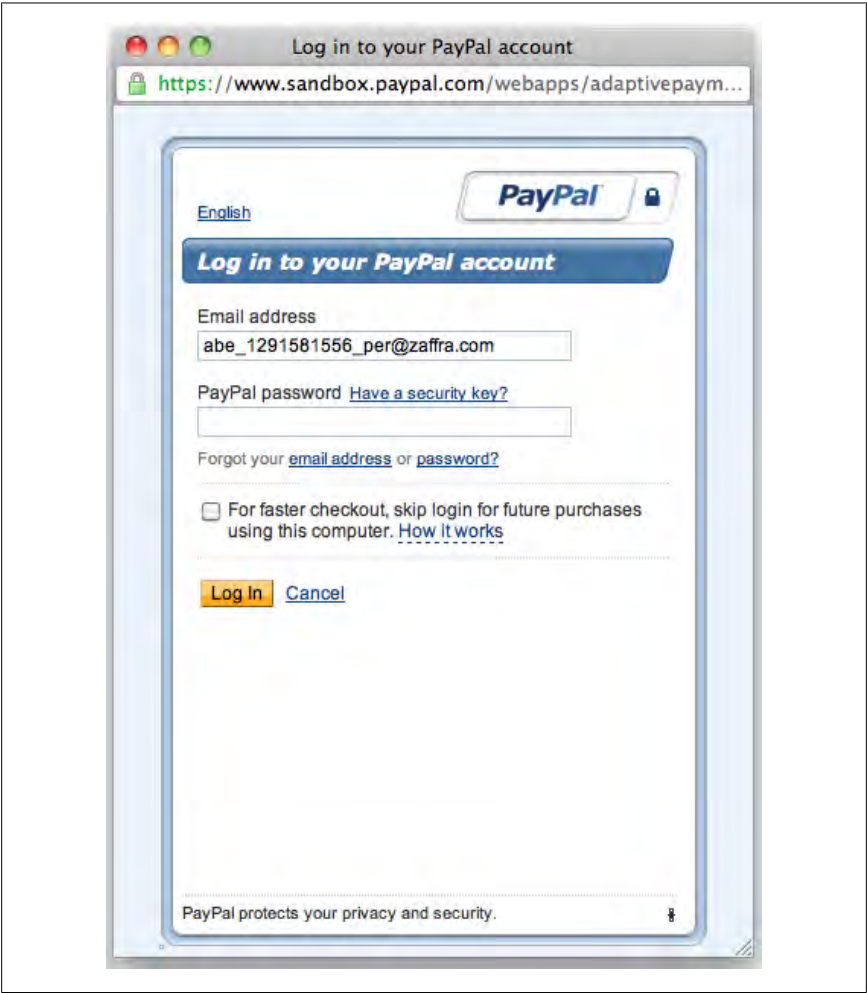 Log in to your PayPal account
https://www.sandbox.paypal.com/webapps/adaptivepaym...
PayPal
English
Log in to your PayPal account
Email address
abe_1291581556_per@zaffra.com
PayPal password Have a security key?
Forgot your email address or password?
For faster checkout, skip login for future purchases
using this computer. How it works
Log In Cancel
PayPal protects your privacy and security.